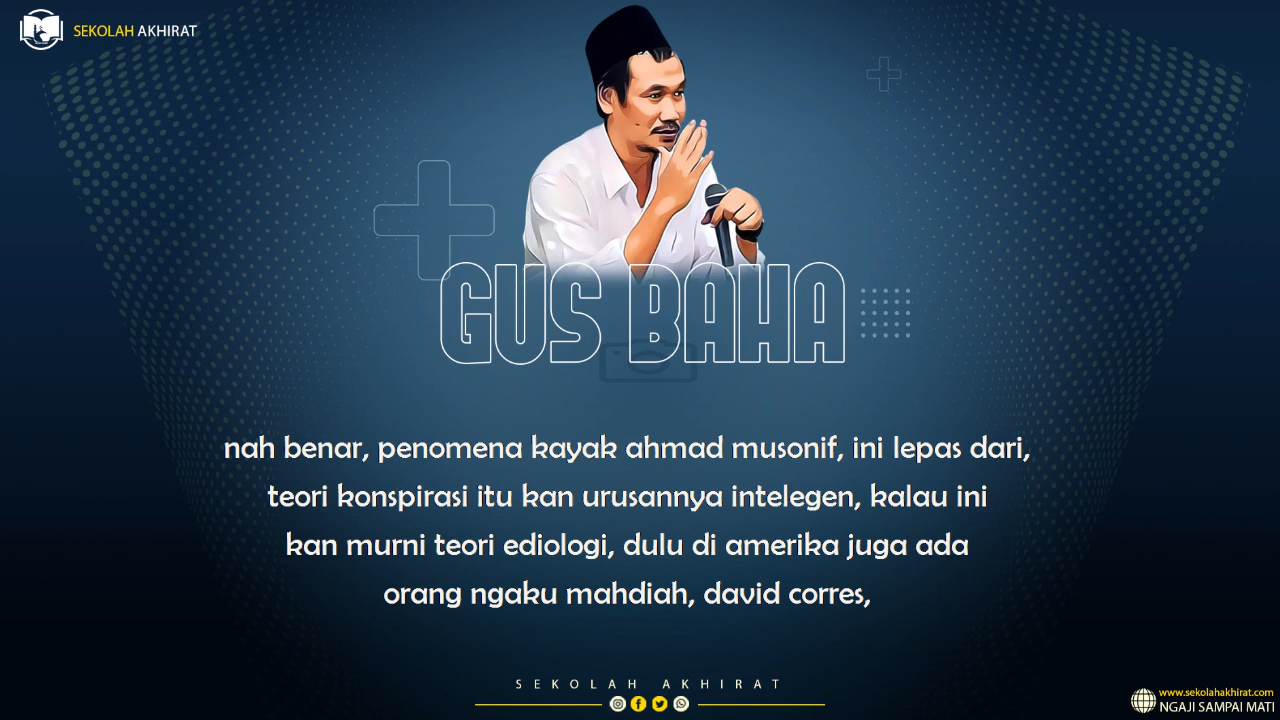 SEKOLAH AKHIRAT
GUS BAHA
nah benar, penomena kayak ahmad musonif, ini lepas dari,
teori konspirasi itu kan urusannya intelegen, kalau ini
kan murni teori ediologi, dulu di amerika juga ada
orang ngaku mahdiah, david corres,
SEKOLAH AKHIRAT
www.sekolahakhirat.com
NGAJI SAMPAI MATI